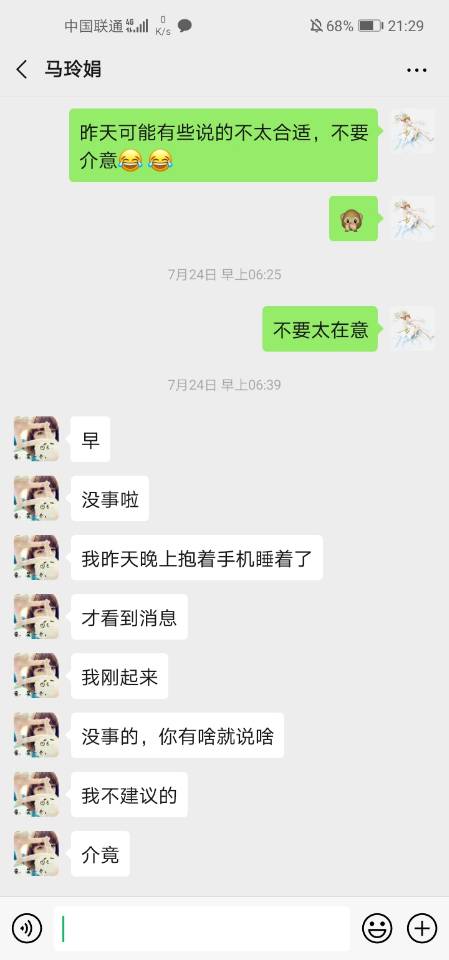 中国联通 4G 0 K/s 68% 21:29
马玲娟
昨天可能有些说的不太合适，不要
介意😂 😂
🙊
7月24日 早上06:25
不要太在意
7月24日 早上06:39
早
没事啦
我昨天晚上抱着手机睡着了
才看到消息
我刚起来
没事的，你有啥就说啥
我不建议的
介竟